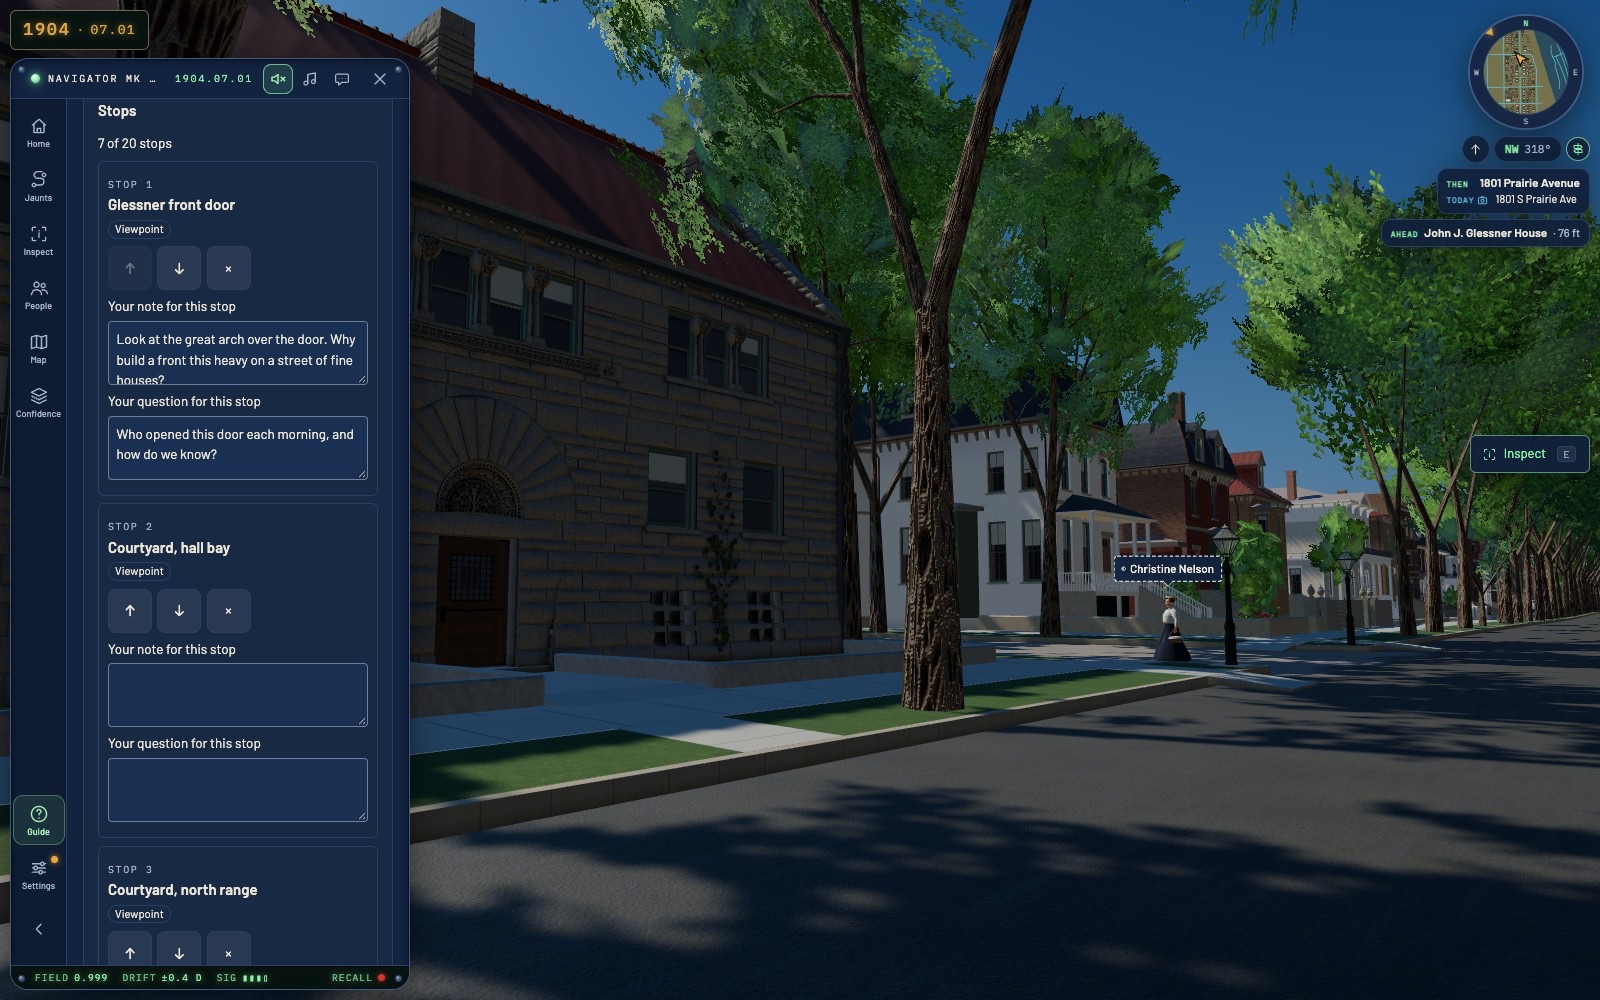 1904 · 07.01
NAVIGATOR MK …
1904.07.01
Home
Jaunts
Inspect
People
Map
Confidence
Guide
Settings
Stops
7 of 20 stops
STOP 1
Glessner front door
Viewpoint
Your note for this stop
Look at the great arch over the door. Why
build a front this heavy on a street of fine
houses?
Your question for this stop
Who opened this door each morning, and
how do we know?
STOP 2
Courtyard, hall bay
Viewpoint
Your note for this stop
Your question for this stop
STOP 3
Courtyard, north range
Viewpoint
FIELD 0.999 DRIFT ±0.4 D SIG
RECALL
N
W
E
S
NW 318°
THEN 1801 Prairie Avenue
TODAY 1801 S Prairie Ave
AHEAD John J. Glessner House · 76 ft
Inspect E
Christine Nelson